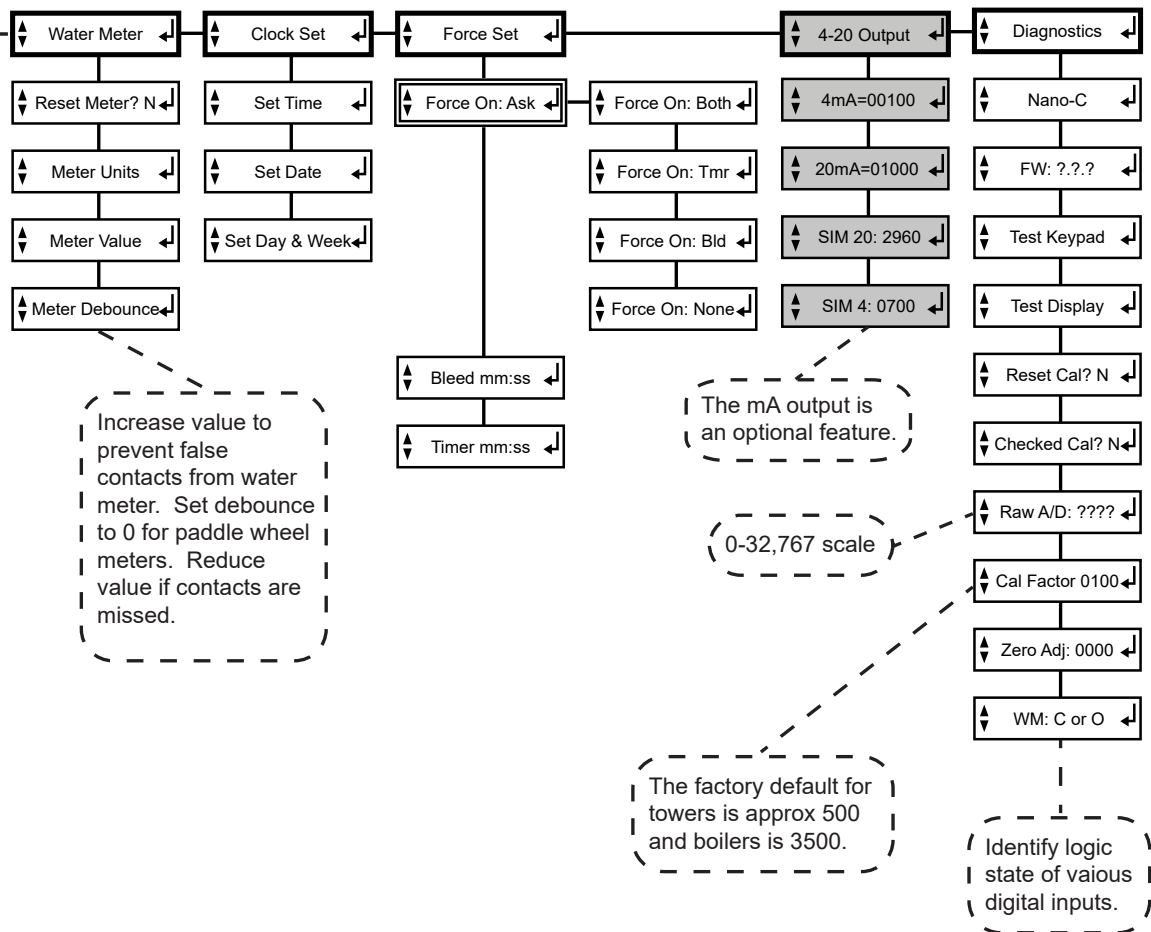 Water Meter
Clock Set
Force Set
4-20 Output
Diagnostics
Reset Meter? N
Meter Units
Meter Value
Meter Debounce
Increase value to
prevent false
contacts from water
meter. Set debounce
to 0 for paddle wheel
meters. Reduce
value if contacts are
missed.
Set Time
Set Date
Set Day & Week
Force On: Ask
Force On: Both
Force On: Tmr
Force On: Bld
Force On: None
Bleed mm:ss
Timer mm:ss
4mA=00100
20mA=01000
SIM 20: 2960
SIM 4: 0700
The mA output is
an optional feature.
Nano-C
FW: ?.?.?
Test Keypad
Test Display
Reset Cal? N
Checked Cal? N
Raw A/D: ????
0-32,767 scale
Cal Factor 0100
The factory default for
towers is approx 500
and boilers is 3500.
Zero Adj: 0000
WM: C or O
Identify logic
state of vaious
digital inputs.